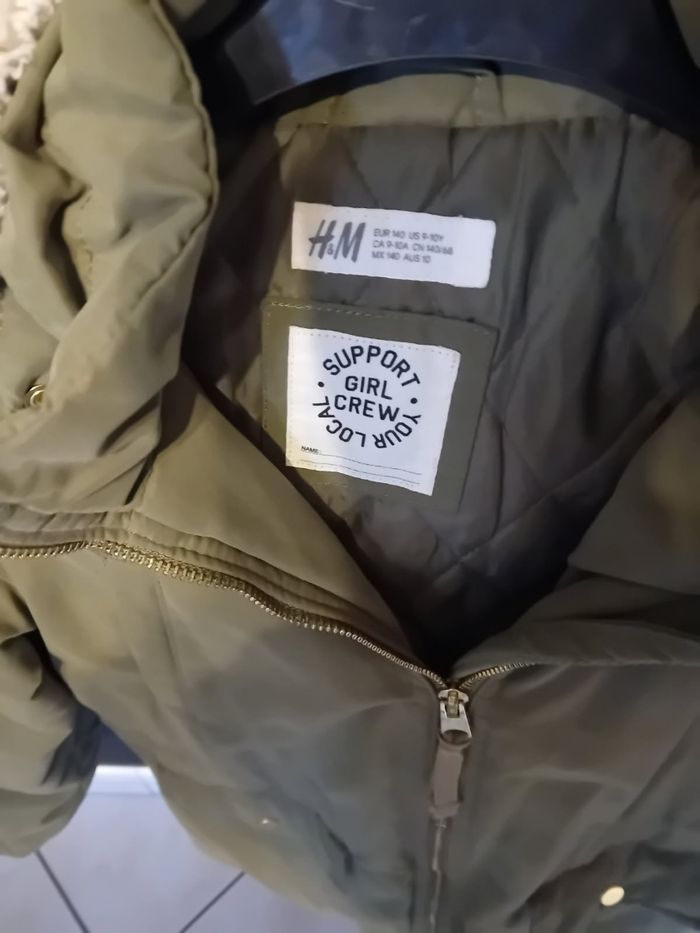 H&M
EUR 140 US 9-10Y
CA 9-10A CN 140/68
MX 140 AUS 10
SUPPORT
GIRL
CREW
YOUR LOCAL
NAME: